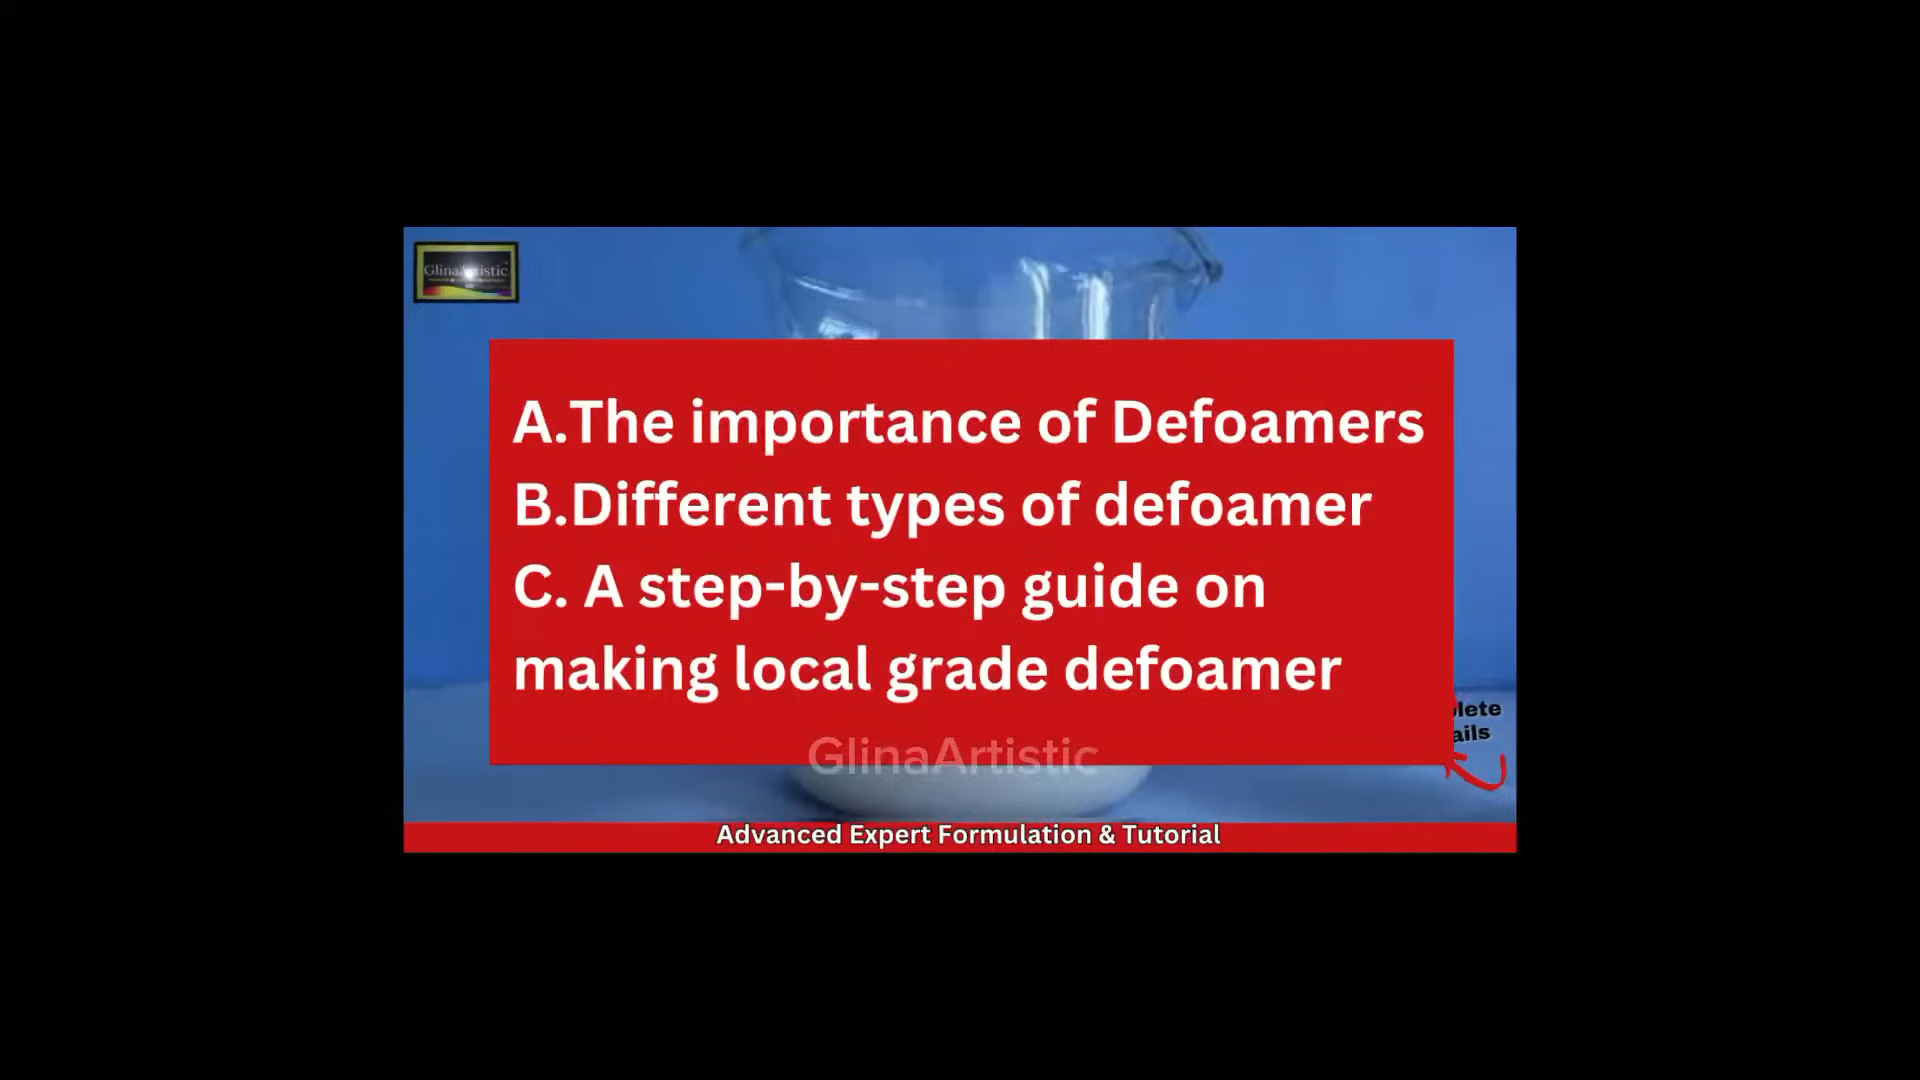 GlinaArtistic
A.The importance of Defoamers
B.Different types of defoamer
C. A step-by-step guide on
making local grade defoamer
GlinaArtistic
Advanced Expert Formulation & Tutorial